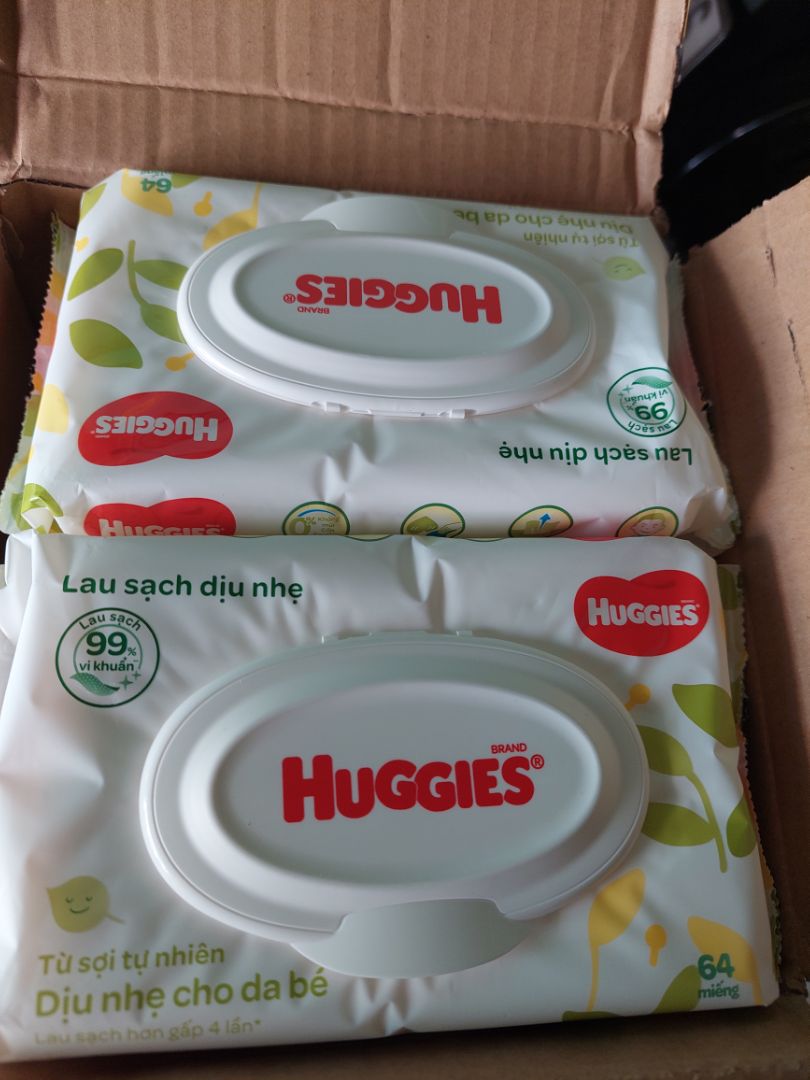 64
miếng
Dịu nhẹ cho da bé
Từ sợi tự nhiên
BRAND
HUGGIES®
HUGGIES
Lau sạch
99%
vi khuẩn
Lau sạch dịu nhẹ
HUGGIES
Lau sạch dịu nhẹ
HUGGIES
Lau sạch
99%
vi khuẩn
BRAND
HUGGIES®
Từ sợi tự nhiên
Dịu nhẹ cho da bé
Lau sạch hơn gấp 4 lần*
64
miếng